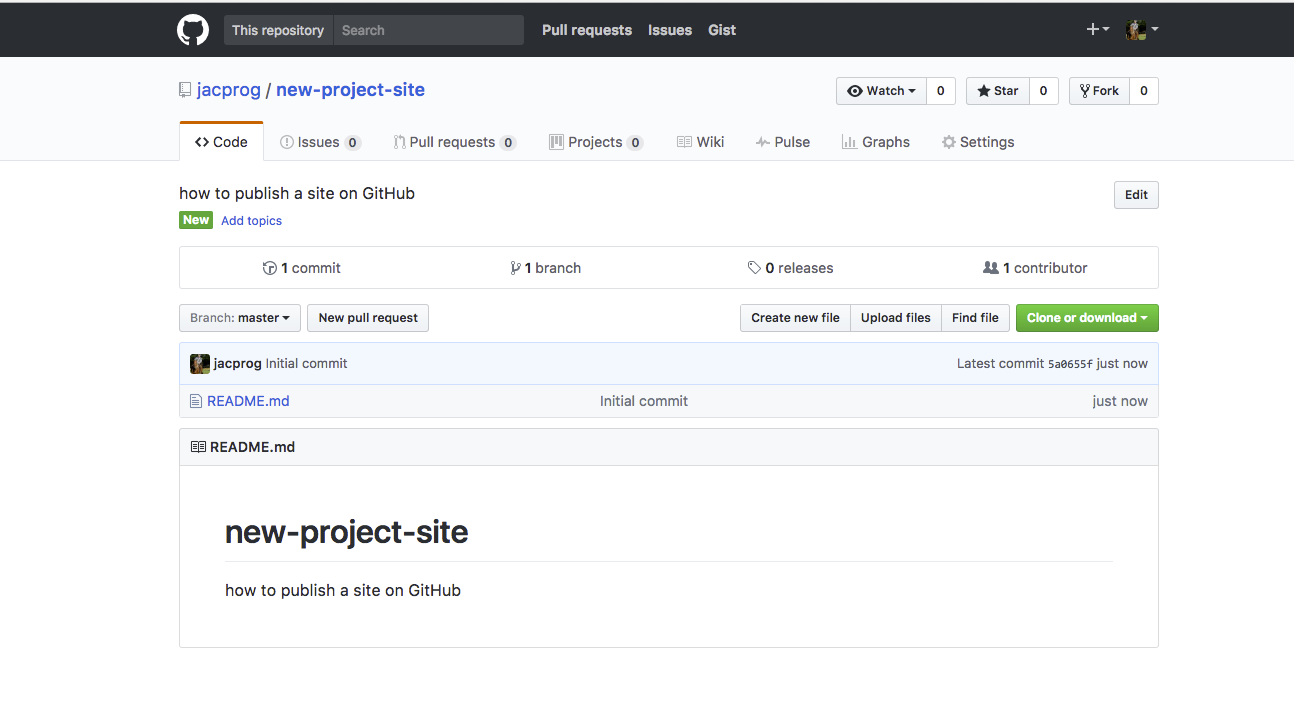 This repository Search Pull requests Issues Gist
jacprog / new-project-site Watch 0 Star 0 Fork 0
Code Issues 0 Pull requests 0 Projects 0 Wiki Pulse Graphs Settings
how to publish a site on GitHub Edit
New Add topics
1 commit 1 branch 0 releases 1 contributor
Branch: master New pull request Create new file Upload files Find file Clone or download
jacprog Initial commit Latest commit 5a0655f just now
README.md Initial commit just now
README.md
new-project-site
how to publish a site on GitHub